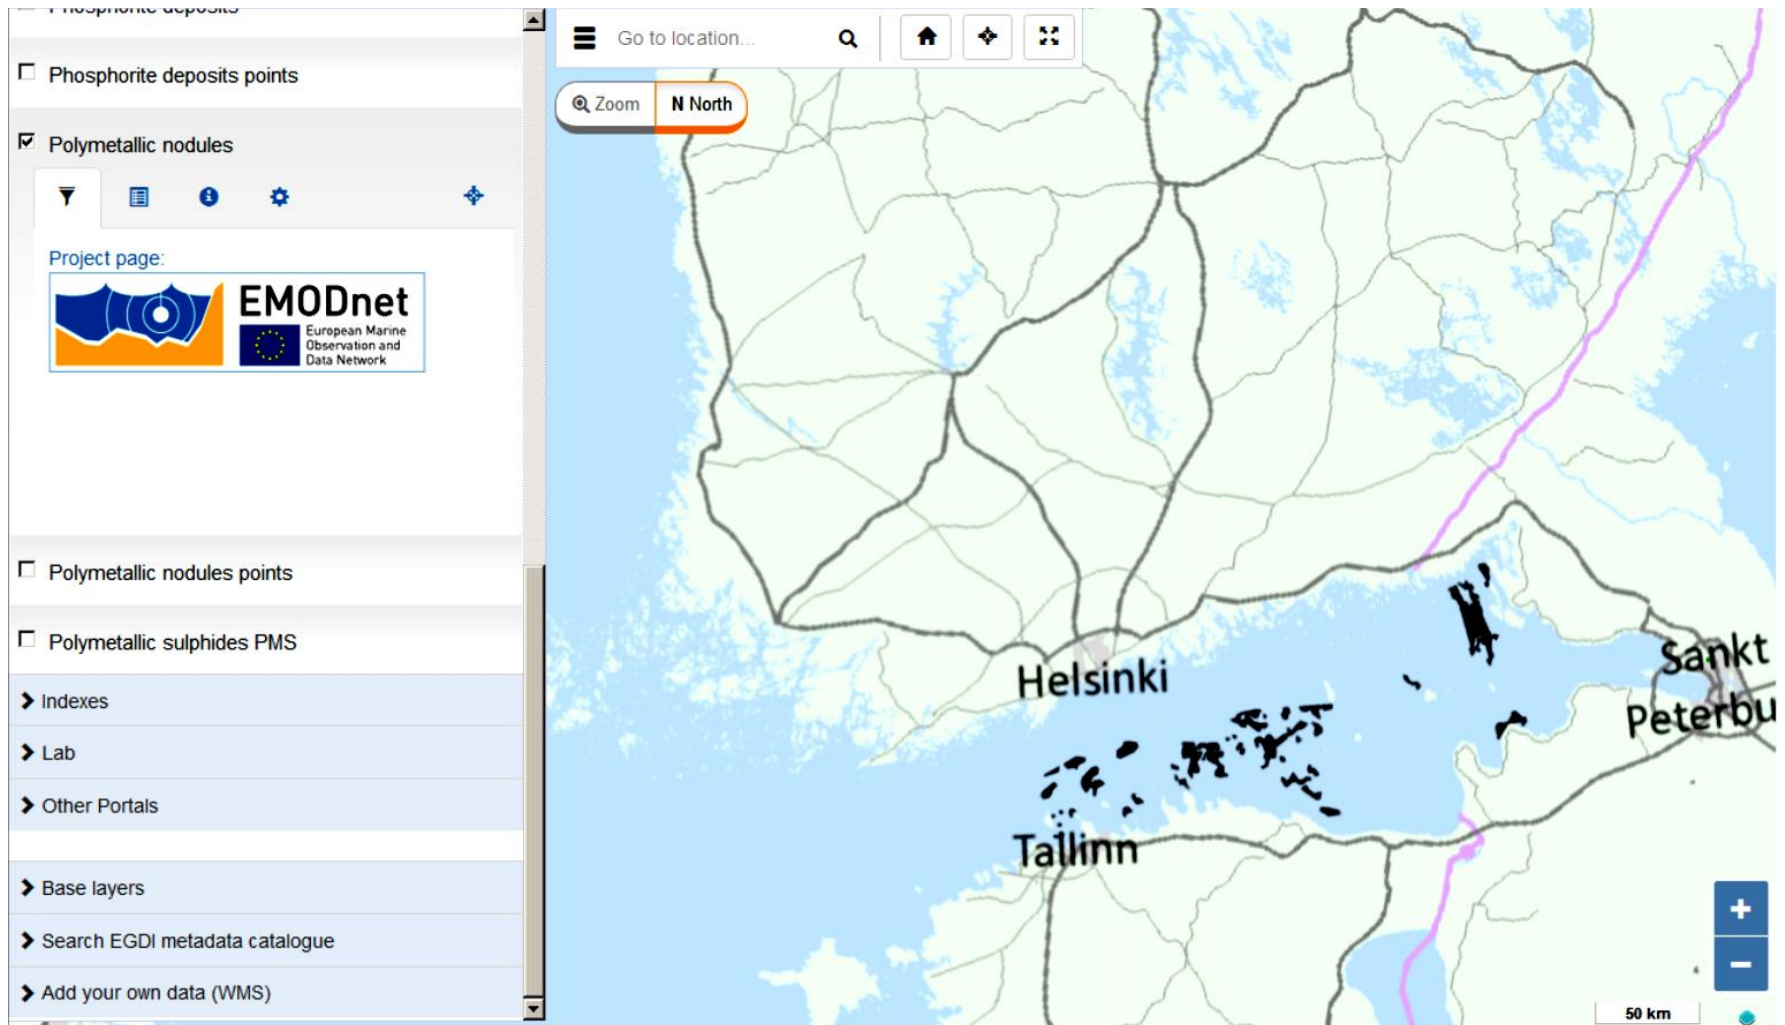 Phosphorite deposits
Phosphorite deposits points
Polymetallic nodules
Project page:
EMODnet
European Marine
Observation and
Data Network
Polymetallic nodules points
Polymetallic sulphides PMS
Indexes
Lab
Other Portals
Base layers
Search EGDI metadata catalogue
Add your own data (WMS)
Go to location...
Zoom
N North
Helsinki
Sankt
Peterbu
Tallinn
50 km